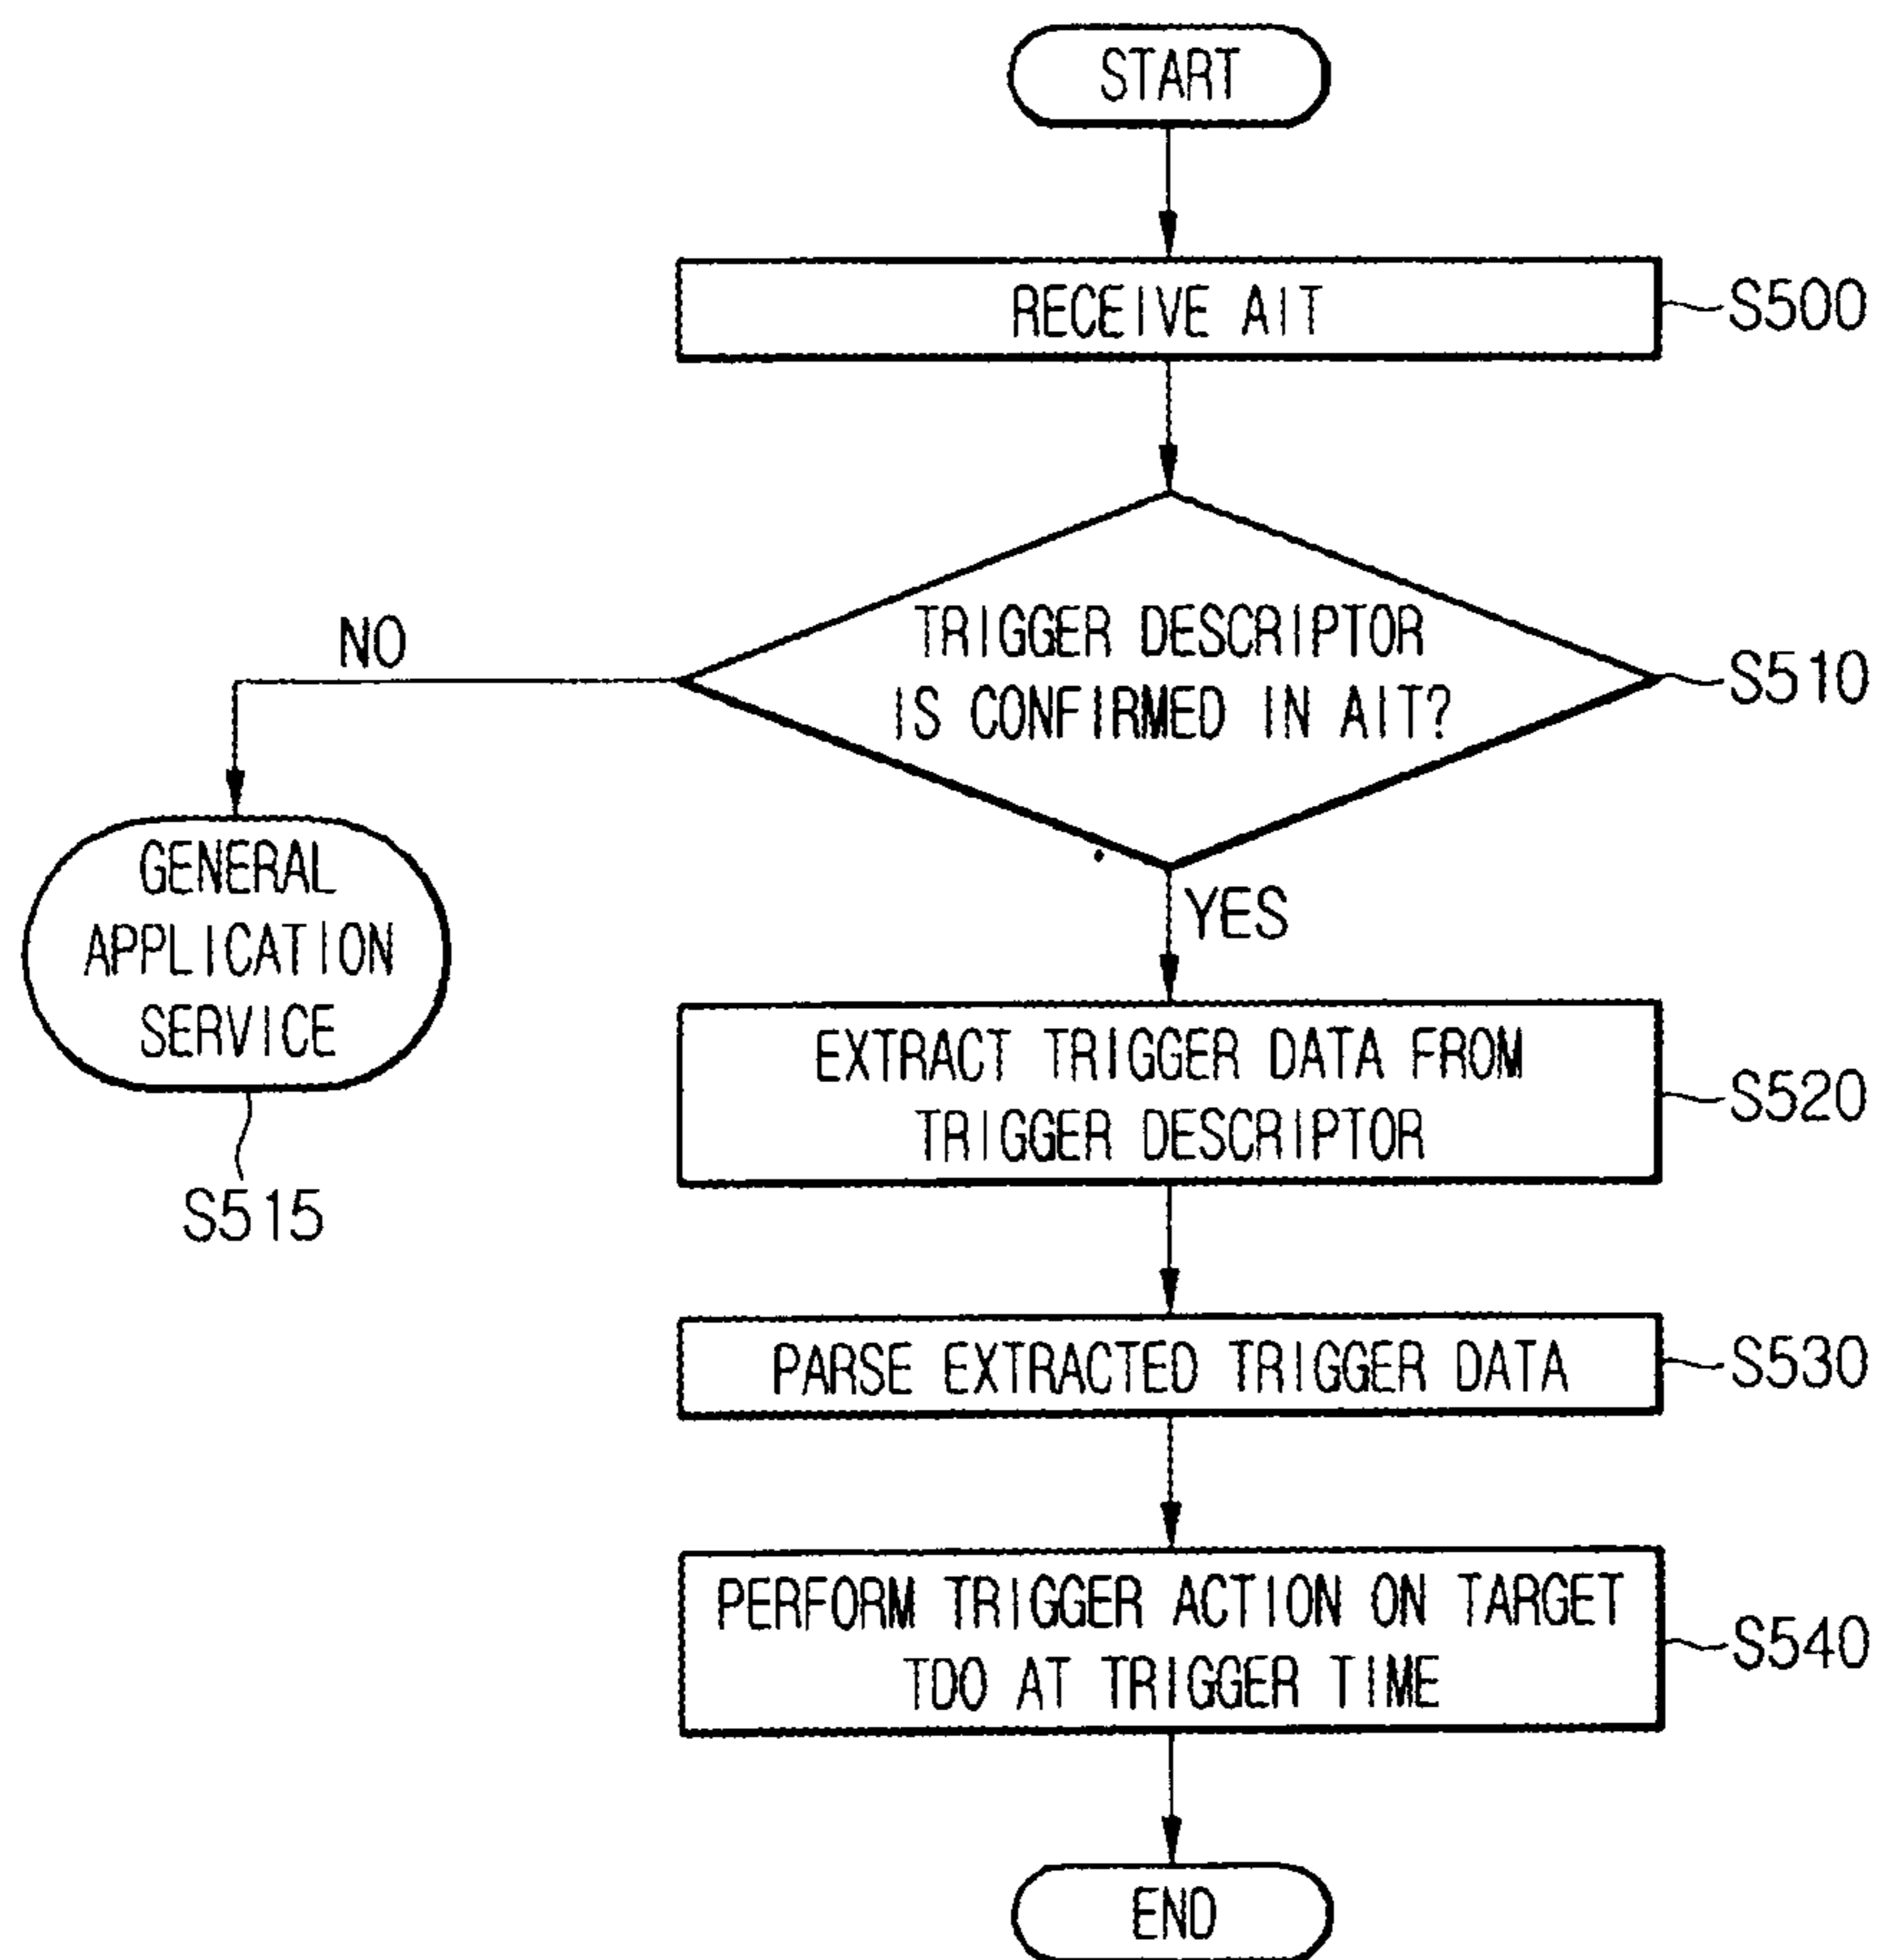 START
RECEIVE AIT
S500
TRIGGER DESCRIPTOR
IS CONFIRMED IN AIT?
S510
NO
GENERAL
APPLICATION
SERVICE
S515
YES
EXTRACT TRIGGER DATA FROM
TRIGGER DESCRIPTOR
S520
PARSE EXTRACTED TRIGGER DATA
S530
PERFORM TRIGGER ACTION ON TARGET
TDO AT TRIGGER TIME
S540
END